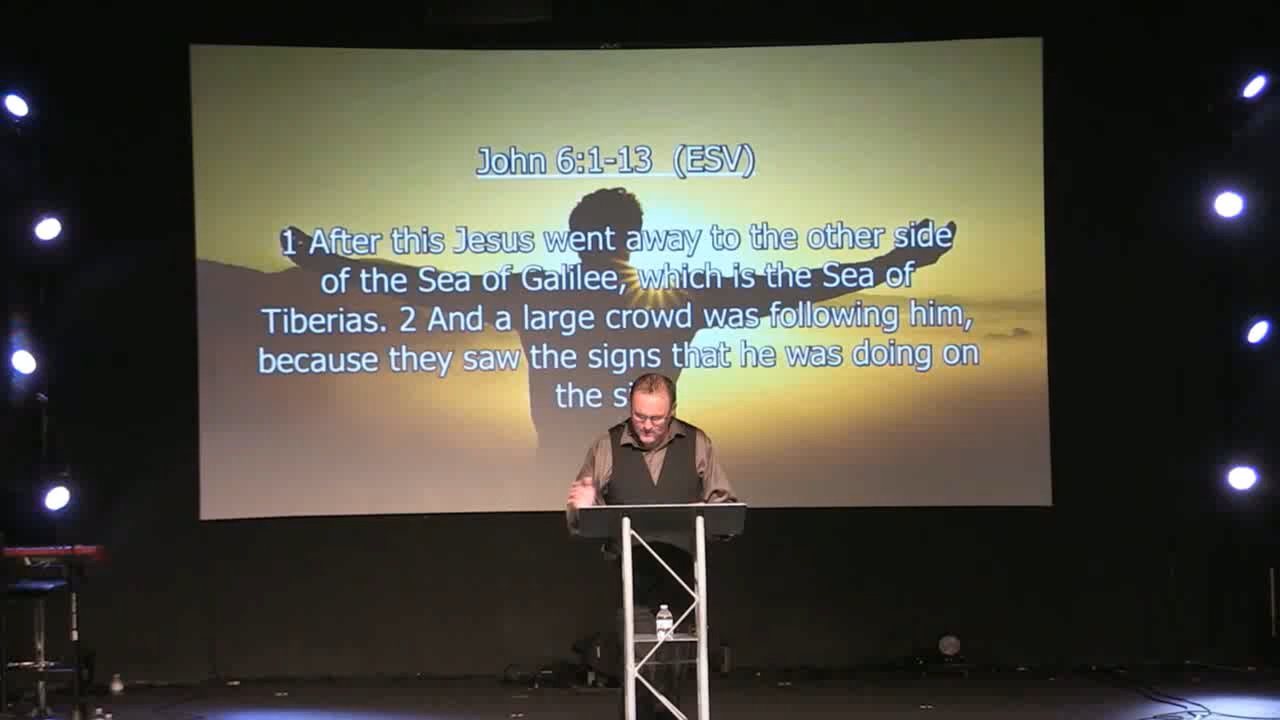 John 6:1-13 (ESV)
1 After this Jesus went away to the other side
of the Sea of Galilee, which is the Sea of
Tiberias. 2 And a large crowd was following him,
because they saw the signs that he was doing on
the